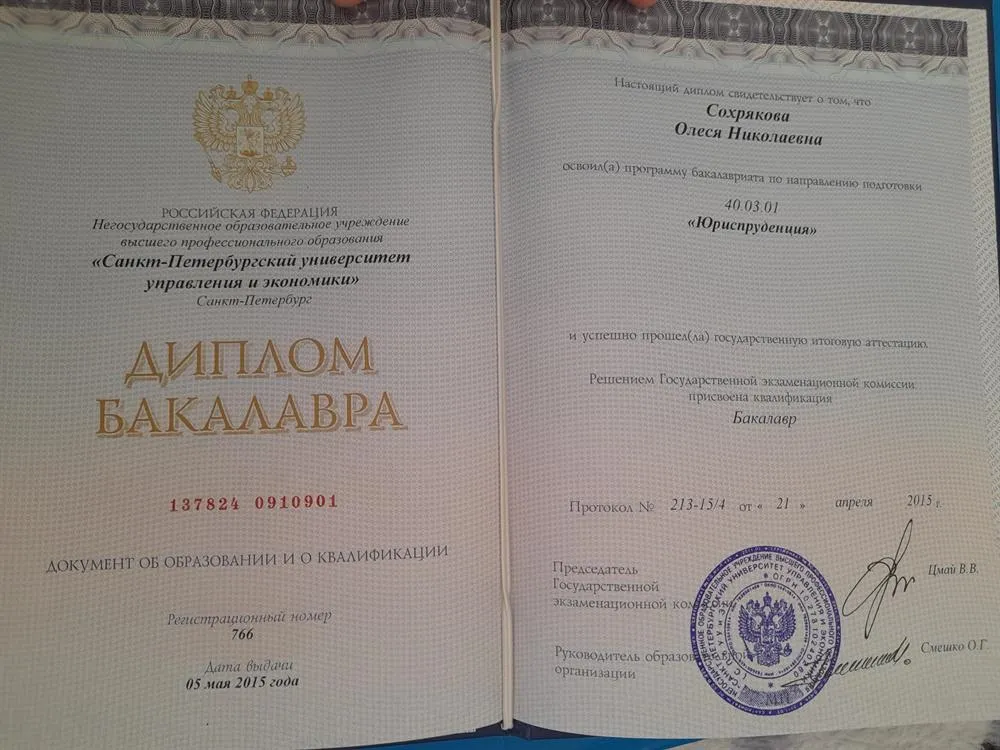 РОССИЙСКАЯ ФЕДЕРАЦИЯ
Негосударственное образовательное учреждение
высшего профессионального образования
«Санкт-Петербургский университет
управления и экономики»
Санкт-Петербург
ДИПЛОМ
БАКАЛАВРА
137824 0910901
ДОКУМЕНТ ОБ ОБРАЗОВАНИИ И О КВАЛИФИКАЦИИ
Регистрационный номер
766
Дата выдачи
05 мая 2015 года
Настоящий диплом свидетельствует о том, что
Сохрякова
Олеся Николаевна
освоил(а) программу бакалавриата по направлению подготовки
40.03.01
«Юриспруденция»
и успешно прошел(ла) государственную итоговую аттестацию.
Решением Государственной экзаменационной комиссии
присвоена квалификация
Бакалавр
Протокол № 213-15/4 от « 21 » апреля 2015 г.
Председатель
Государственной
экзаменационной комиссии
Цмай В.В.
Руководитель образовательной
организации
Смешко О.Г.
М.П.